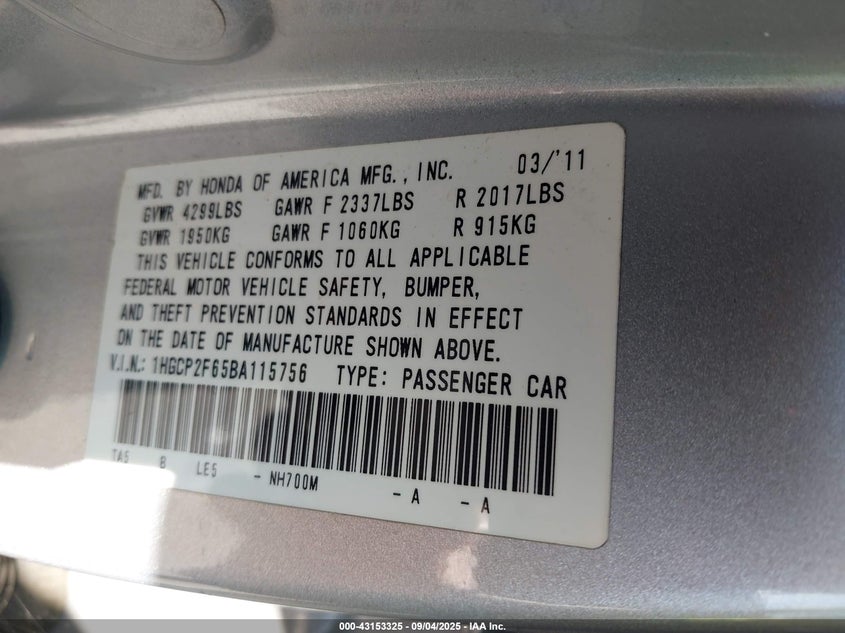 MFD. BY HONDA OF AMERICA MFG., INC. 03/'11
GVWR 4299LBS GAWR F 2337LBS R 2017LBS
GVWR 1950KG GAWR F 1060KG R 915KG
THIS VEHICLE CONFORMS TO ALL APPLICABLE
FEDERAL MOTOR VEHICLE SAFETY, BUMPER,
AND THEFT PREVENTION STANDARDS IN EFFECT
ON THE DATE OF MANUFACTURE SHOWN ABOVE.
V.I.N.: 1HGCP2F65BA115756 TYPE: PASSENGER CAR
TA5 B LE5 - NH700M - A - A
000-43153325 - 09/04/2025 - IAA Inc.